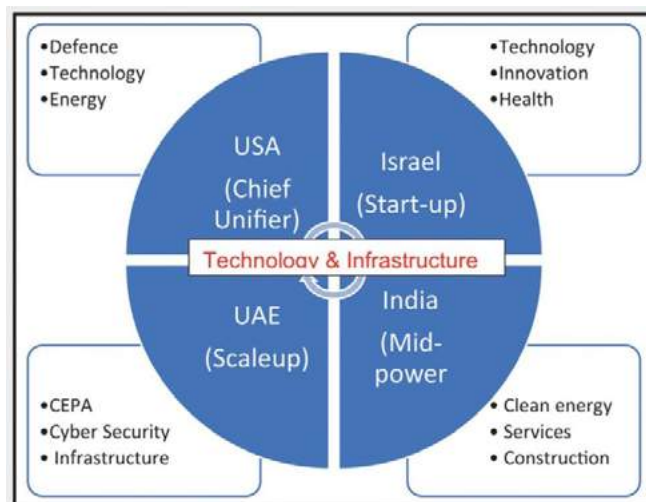 •Defence
•Technology
•Energy
•Technology
•Innovation
•Health
USA
(Chief
Unifier)
Israel
(Start-up)
Technology & Infrastructure
UAE
(Scaleup)
India
(Mid-
power
•CEPA
•Cyber Security
• Infrastructure
• Clean energy
• Services
• Construction